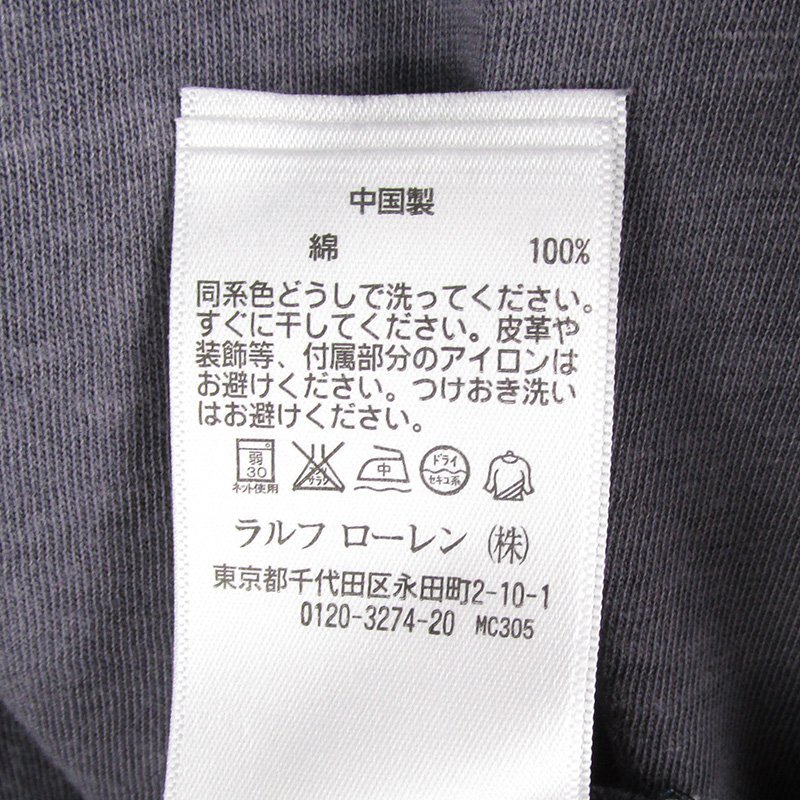 中国製
綿 100%
同系色どうしで洗ってください。
すぐに干してください。皮革や
装飾等、付属部分のアイロンは
お避けください。つけおき洗い
はお避けください。
弱 中 ドライ
30 サラシ セキユ系
ネット使用
ラルフ ローレン (株)
東京都千代田区永田町2-10-1
0120-3274-20 MC305